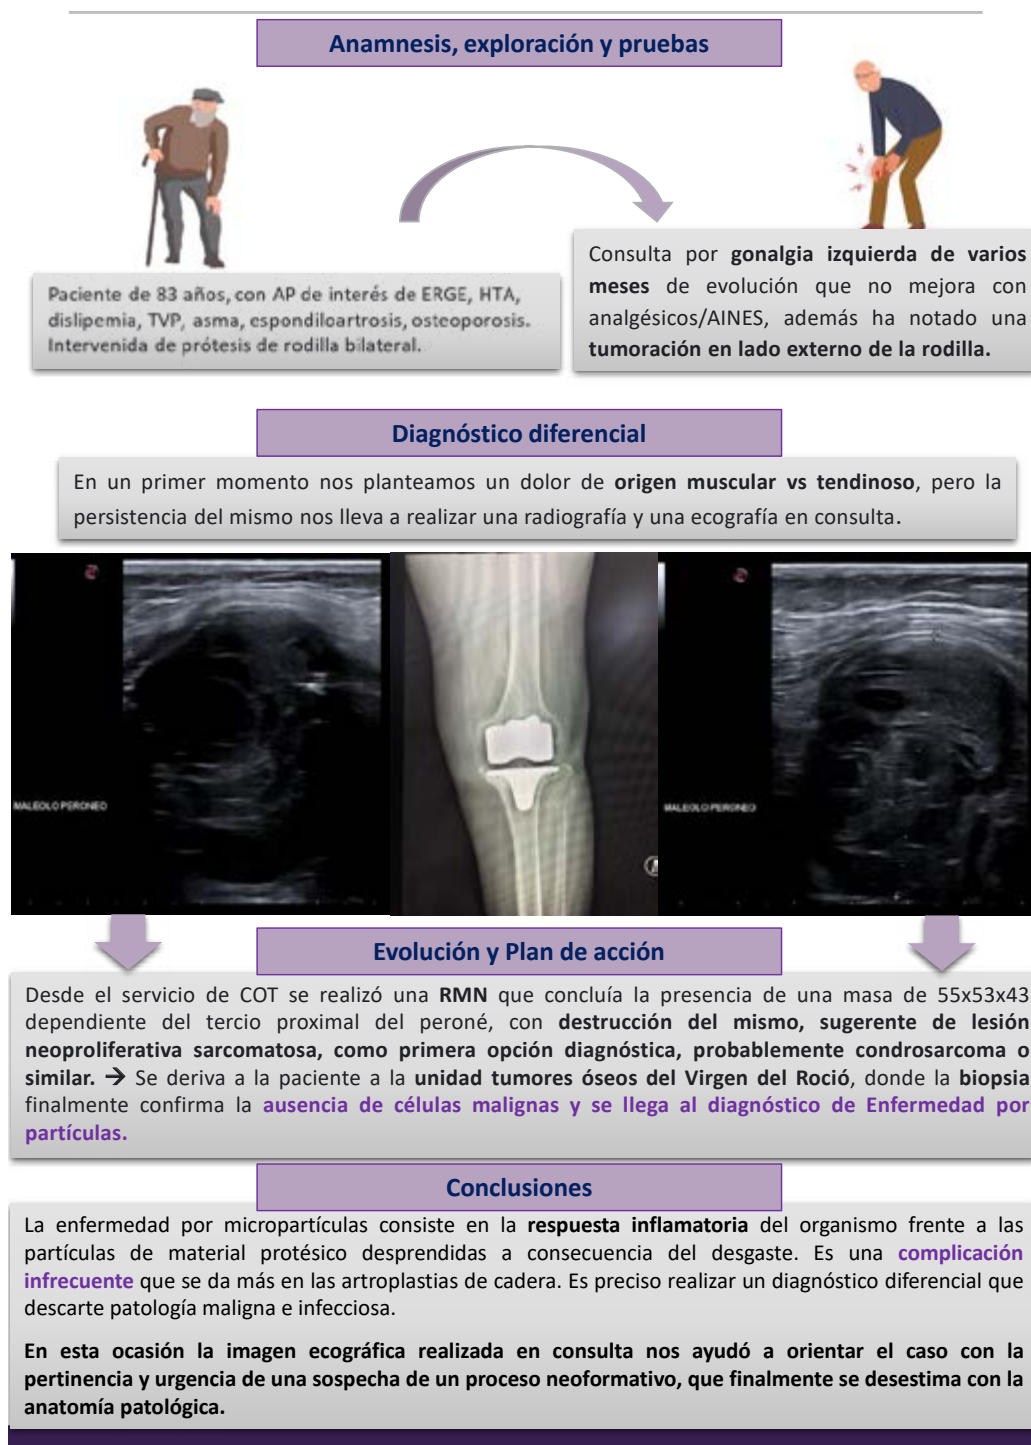 Anamnesis, exploración y pruebas
Paciente de 83 años, con AP de interés de ERGE, HTA,
dislipemia, TVP, asma, espondiloartrosis, osteoporosis.
Intervenida de prótesis de rodilla bilateral.
Consulta por gonalgia izquierda de varios
meses de evolución que no mejora con
analgésicos/AINES, además ha notado una
tumoración en lado externo de la rodilla.
Diagnóstico diferencial
En un primer momento nos planteamos un dolor de origen muscular vs tendinoso, pero la
persistencia del mismo nos lleva a realizar una radiografía y una ecografía en consulta.
MALEOLO PERONEO
MALEOLO PERONEO
Evolución y Plan de acción
Desde el servicio de COT se realizó una RMN que concluía la presencia de una masa de 55x53x43
dependiente del tercio proximal del peroné, con destrucción del mismo, sugerente de lesión
neoproliferativa sarcomatosa, como primera opción diagnóstica, probablemente condrosarcoma o
similar. → Se deriva a la paciente a la unidad tumores óseos del Virgen del Roció, donde la biopsia
finalmente confirma la ausencia de células malignas y se llega al diagnóstico de Enfermedad por
partículas.
Conclusiones
La enfermedad por micropartículas consiste en la respuesta inflamatoria del organismo frente a las
partículas de material protésico desprendidas a consecuencia del desgaste. Es una complicación
infrecuente que se da más en las artroplastias de cadera. Es preciso realizar un diagnóstico diferencial que
descarte patología maligna e infecciosa.
En esta ocasión la imagen ecográfica realizada en consulta nos ayudó a orientar el caso con la
pertinencia y urgencia de una sospecha de un proceso neoformativo, que finalmente se desestima con la
anatomía patológica.